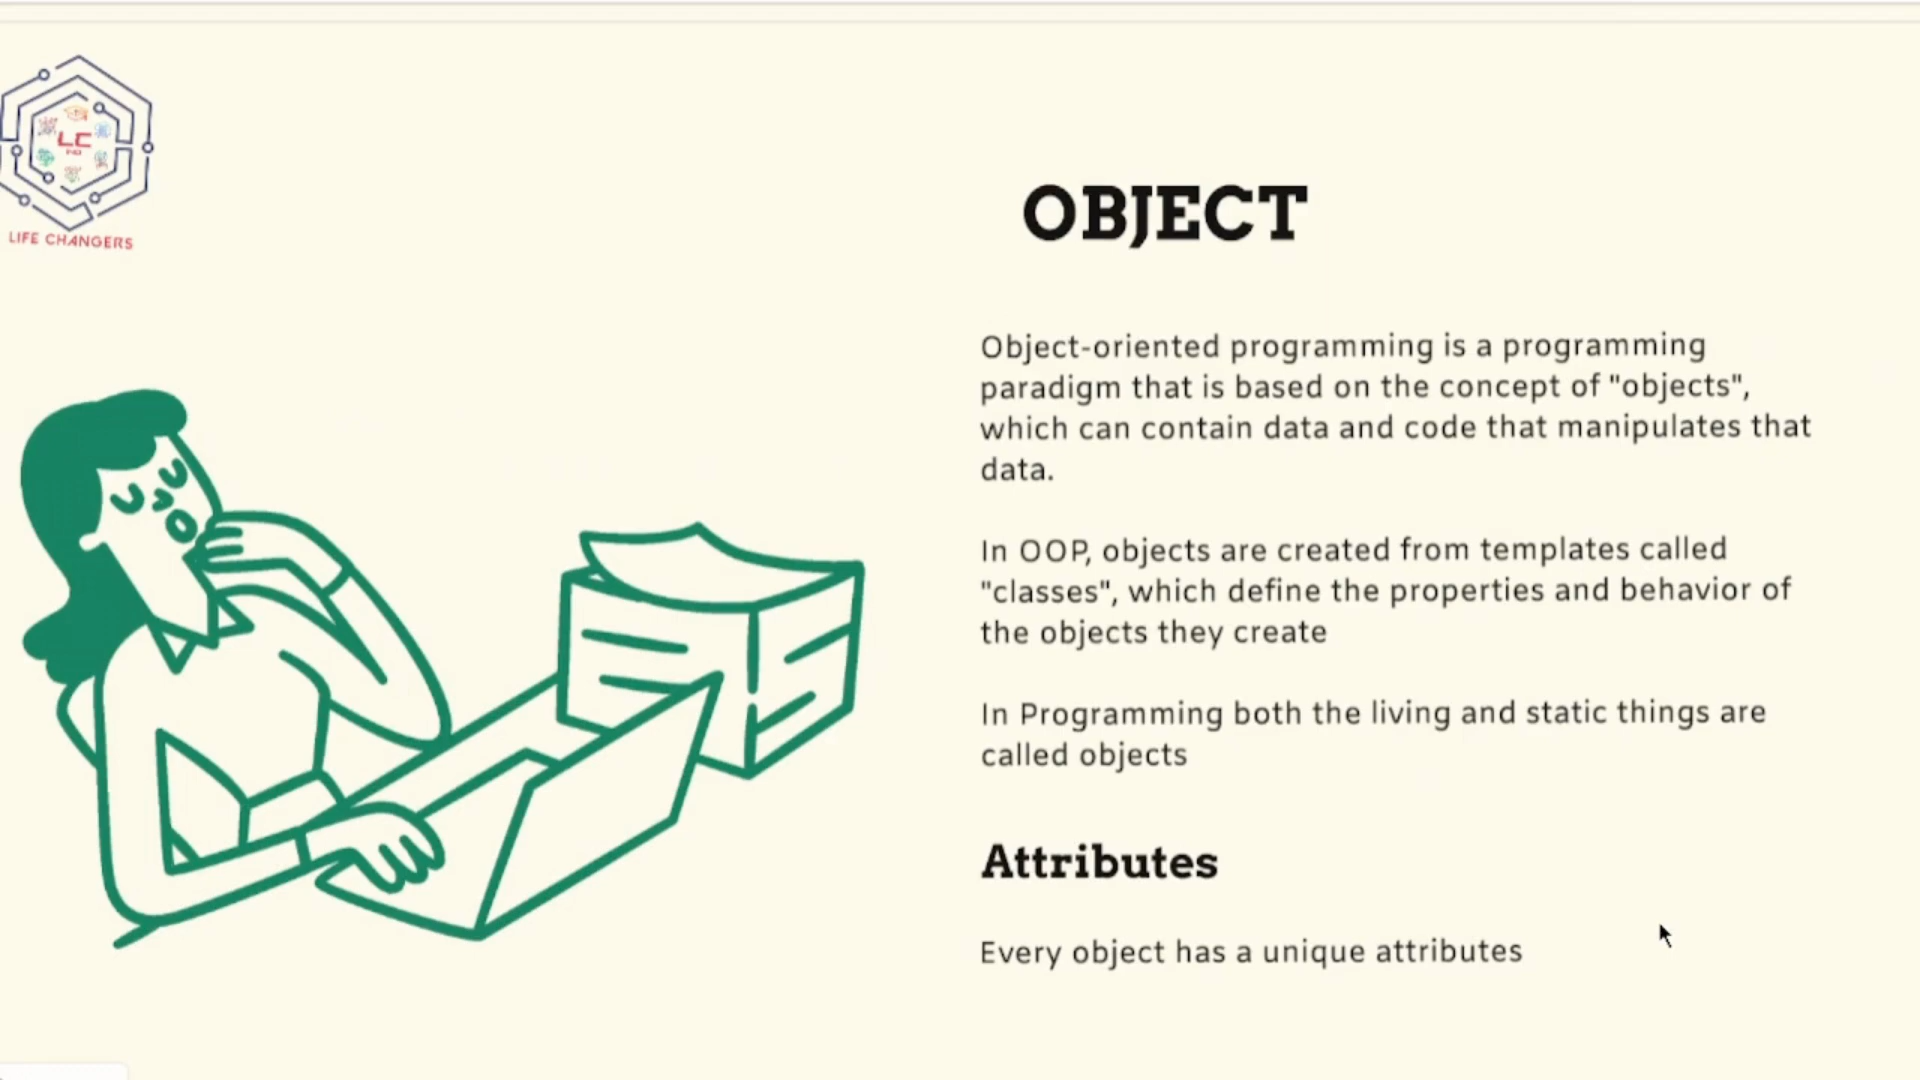 LC
LIFE CHANGERS
OBJECT
Object-oriented programming is a programming
paradigm that is based on the concept of "objects",
which can contain data and code that manipulates that
data.
In OOP, objects are created from templates called
"classes", which define the properties and behavior of
the objects they create
In Programming both the living and static things are
called objects
Attributes
Every object has a unique attributes